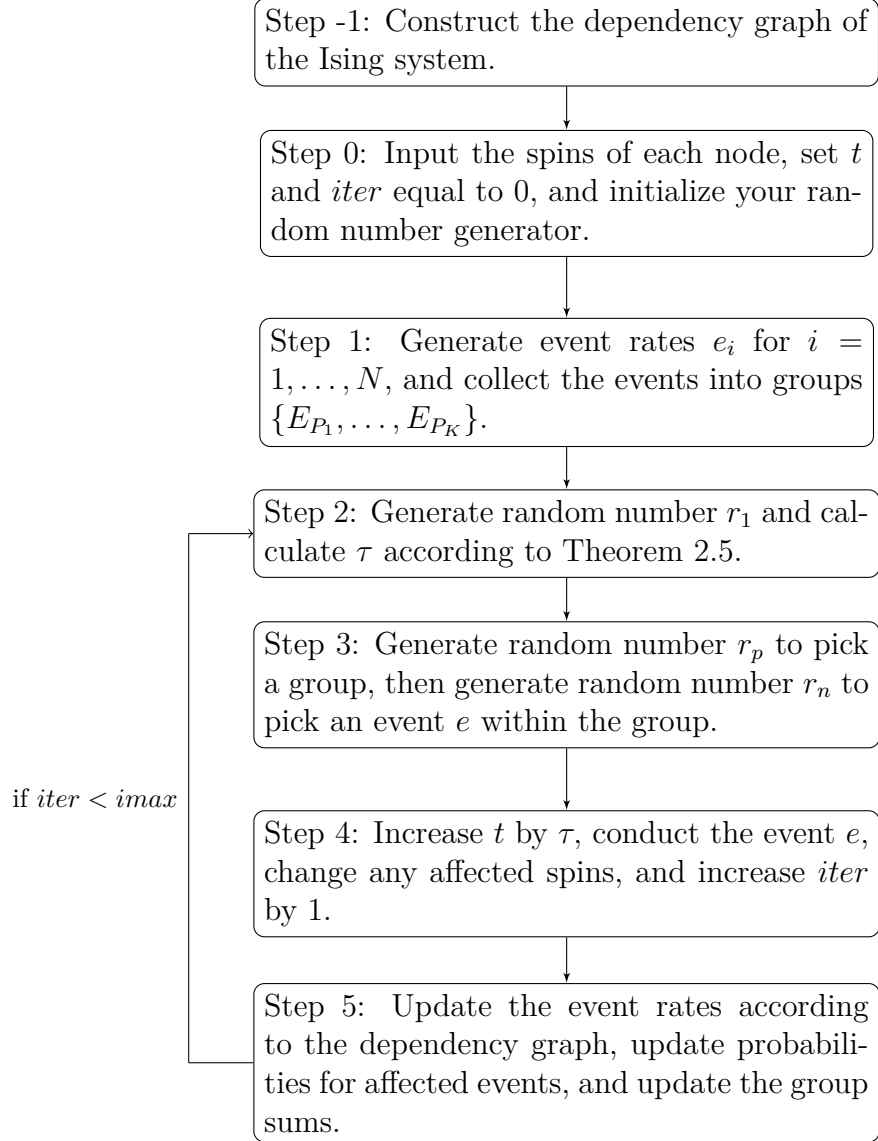 Step -1: Construct the dependency graph of
the Ising system.
Step 0: Input the spins of each node, set t
and iter equal to 0, and initialize your ran-
dom number generator.
Step 1: Generate event rates e_i for i =
1, . . . , N, and collect the events into groups
{E_{P_1}, . . . , E_{P_K}}.
Step 2: Generate random number r_1 and cal-
culate τ according to Theorem 2.5.
Step 3: Generate random number r_p to pick
a group, then generate random number r_n to
pick an event e within the group.
if iter < imax
Step 4: Increase t by τ, conduct the event e,
change any affected spins, and increase iter
by 1.
Step 5: Update the event rates according
to the dependency graph, update probabili-
ties for affected events, and update the group
sums.